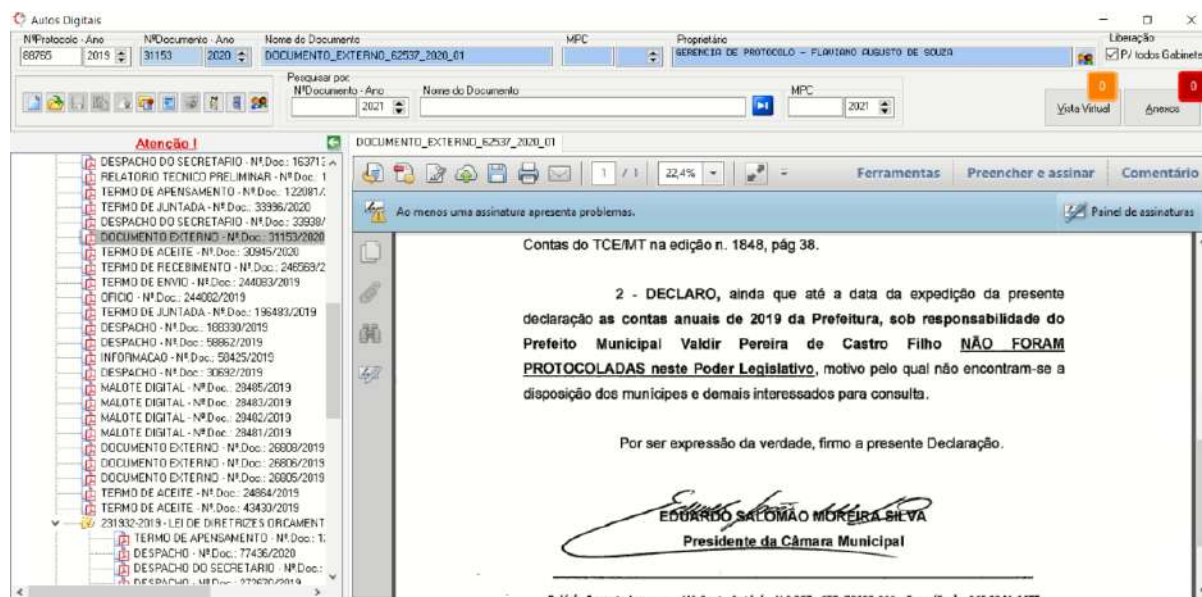 Autos Digitais
NºProtocolo - Ano NºDocumento - Ano Nome do Documento MPC Proprietário Liberação
2019 31153 2020 DOCUMENTO_EXTERNO_62537_2020_01 GERENCIA DE PROTOCOLO - FLAVIANO AUGUSTO DE SOUZA P/ todos Gabinetes
Pesquisar por:
NºDocumento - Ano Nome do Documento MPC
2021 2021
0 0
Vista Virtual Anexos
Atenção ! DOCUMENTO_EXTERNO_62537_2020_01
DESPACHO DO SECRETARIO - Nº.Doc.: 16371
RELATORIO TECNICO PRELIMINAR - Nº Doc.: 1
TERMO DE APENSAMENTO - Nº Doc.: 122081/
TERMO DE JUNTADA - Nº Doc.: 33996/2020
DESPACHO DO SECRETARIO - Nº Doc.: 33938/
DOCUMENTO EXTERNO - Nº.Doc.: 31153/2020
TERMO DE ACEITE - Nº.Doc.: 30945/2020
TERMO DE RECEBIMENTO - Nº.Doc.: 246569/2
TERMO DE ENVIO - Nº.Doc.: 244083/2019
OFICIO - Nº.Doc.: 244082/2019
TERMO DE JUNTADA - Nº.Doc.: 196483/2019
DESPACHO - Nº.Doc.: 188330/2019
DESPACHO - Nº.Doc.: 58862/2019
INFORMACAO - Nº.Doc.: 58425/2019
DESPACHO - Nº.Doc.: 30692/2019
MALOTE DIGITAL - Nº.Doc.: 28485/2019
MALOTE DIGITAL - Nº.Doc.: 28483/2019
MALOTE DIGITAL - Nº.Doc.: 28482/2019
MALOTE DIGITAL - Nº.Doc.: 28481/2019
DOCUMENTO EXTERNO - Nº.Doc.: 26808/2019
DOCUMENTO EXTERNO - Nº.Doc.: 26806/2019
DOCUMENTO EXTERNO - Nº.Doc.: 26805/2019
TERMO DE ACEITE - Nº.Doc.: 24864/2019
TERMO DE ACEITE - Nº.Doc.: 43430/2019
231932-2019 - LEI DE DIRETRIZES ORCAMENT
TERMO DE APENSAMENTO - Nº.Doc.: 1
DESPACHO - Nº.Doc.: 77436/2020
DESPACHO DO SECRETARIO - Nº.Doc.:
DESPACHO - Nº.Doc.: 272670/2019
1 / 1 22,4% Ferramentas Preencher e assinar Comentário
Ao menos uma assinatura apresenta problemas. Painel de assinaturas
Contas do TCE/MT na edição n. 1848, pág 38.
2 - DECLARO, ainda que até a data da expedição da presente
declaração as contas anuais de 2019 da Prefeitura, sob responsabilidade do
Prefeito Municipal Valdir Pereira de Castro Filho NÃO FORAM
PROTOCOLADAS neste Poder Legislativo, motivo pelo qual não encontram-se a
disposição dos munícipes e demais interessados para consulta.
Por ser expressão da verdade, firmo a presente Declaração.
EDUARDO SALOMÃO MOREIRA SILVA
Presidente da Câmara Municipal